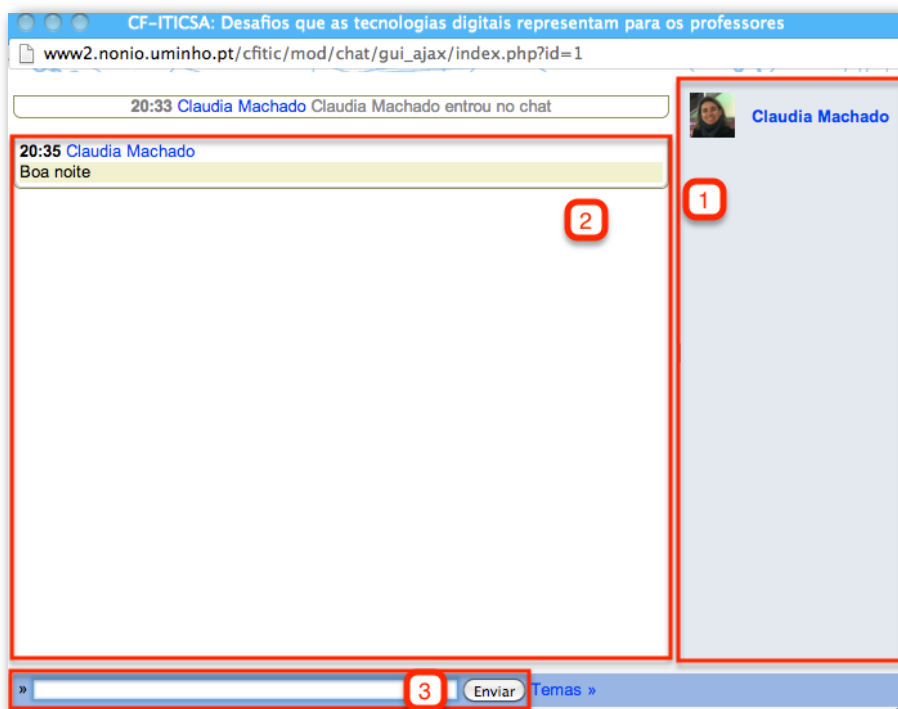 CF-ITICSA: Desafios que as tecnologias digitais representam para os professores
www2.nonio.uminho.pt/cfitic/mod/chat/gui_ajax/index.php?id=1
20:33 Claudia Machado Claudia Machado entrou no chat
Claudia Machado
20:35 Claudia Machado
Boa noite
1
2
» 3 Enviar Temas »